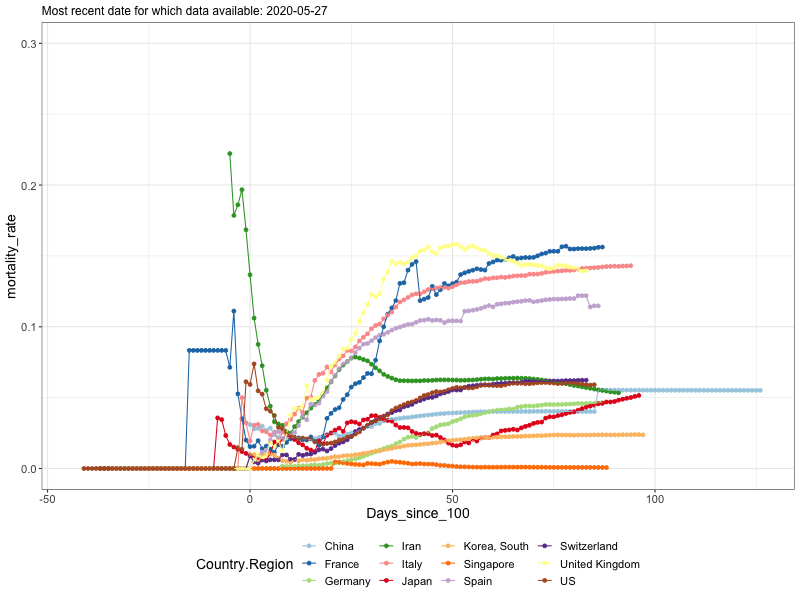 Most recent date for which data available: 2020-05-27
0.3
0.2
0.1
0.0
mortality_rate
-50 0 50 100
Days_since_100
Country.Region
China Iran Korea, South Switzerland
France Italy Singapore United Kingdom
Germany Japan Spain US